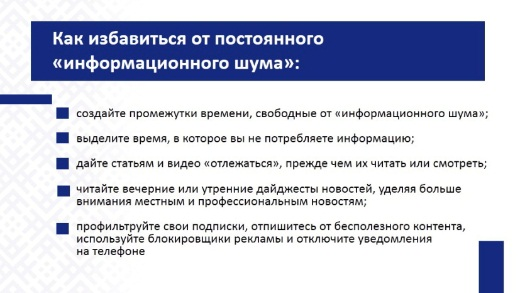 Как избавиться от постоянного
«информационного шума»:
создайте промежутки времени, свободные от «информационного шума»;
выделите время, в которое вы не потребляете информацию;
дайте статьям и видео «отлежаться», прежде чем их читать или смотреть;
читайте вечерние или утренние дайджесты новостей, уделяя больше
внимания местным и профессиональным новостям;
профильтруйте свои подписки, отпишитесь от бесполезного контента,
используйте блокировщики рекламы и отключите уведомления
на телефоне